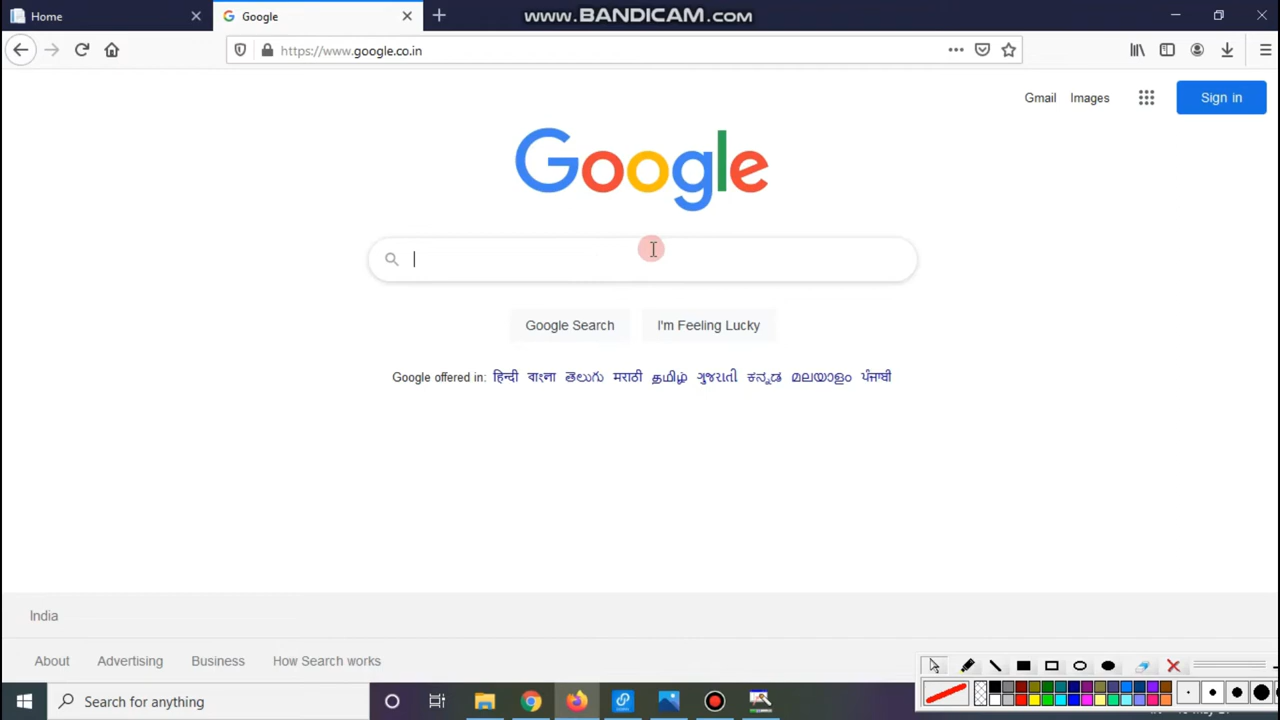 Home
Google
www.BANDICAM.com
https://www.google.co.in
Gmail Images
Sign in
Google
Google Search
I'm Feeling Lucky
Google offered in: हिन्दी বাংলা తెలుగు मराठी தமிழ் ગુજરાતી ಕನ್ನಡ മലയാളം ਪੰਜਾਬੀ
India
About Advertising Business How Search works
Search for anything